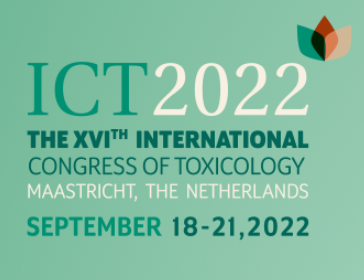 ICT2022
THE XVITH INTERNATIONAL
CONGRESS OF TOXICOLOGY
MAASTRICHT, THE NETHERLANDS
SEPTEMBER 18-21,2022